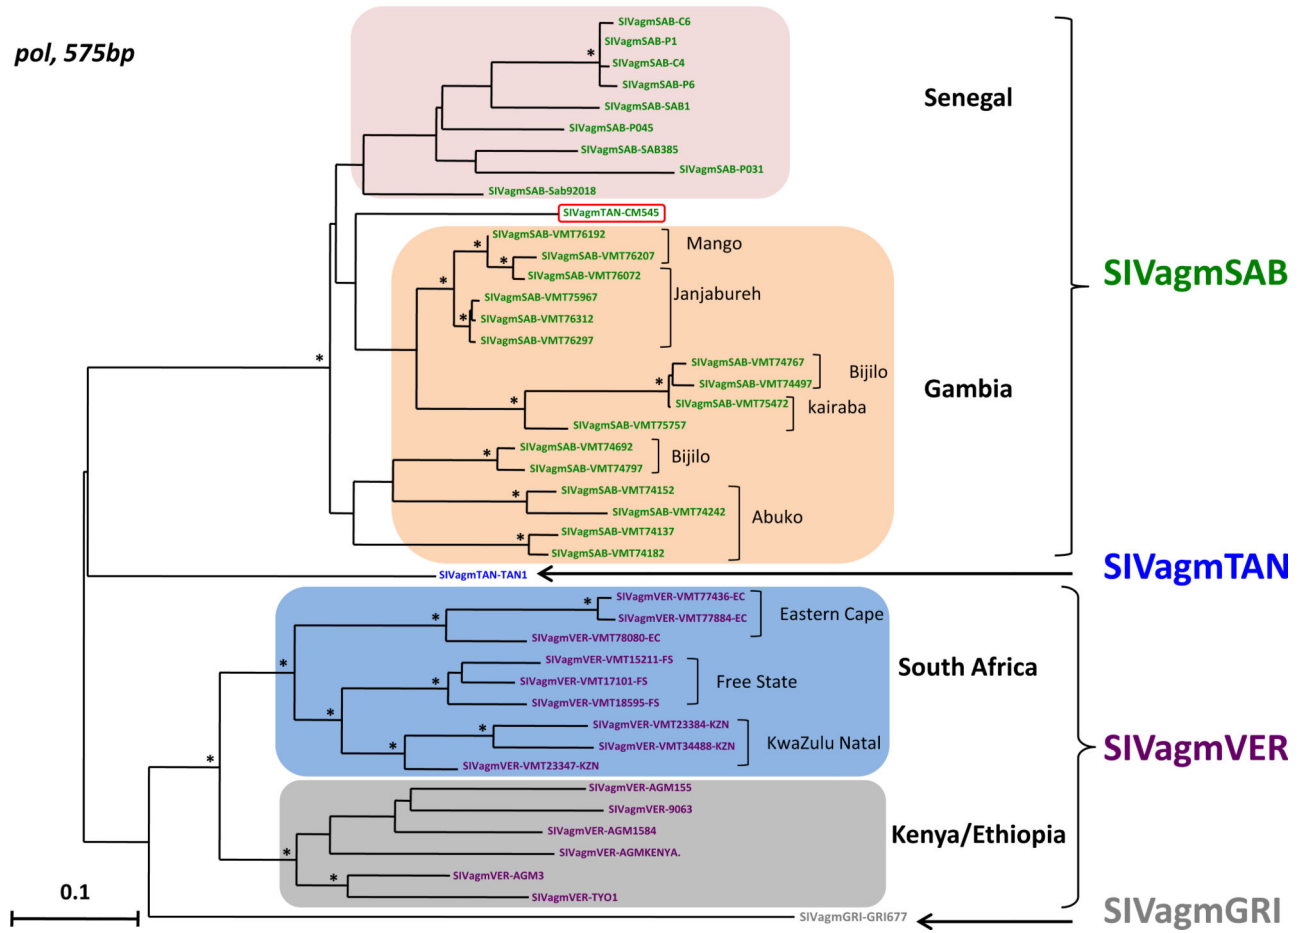 pol, 575bp
SIVagmSAB-C6
SIVagmSAB-P1
SIVagmSAB-C4
SIVagmSAB-P6
SIVagmSAB-SAB1
SIVagmSAB-P045
SIVagmSAB-SAB385
SIVagmSAB-P031
SIVagmSAB-Sab92018
Senegal
SIVagmTAN-CM545
SIVagmSAB-VMT76192
SIVagmSAB-VMT76207
Mango
SIVagmSAB-VMT76072
SIVagmSAB-VMT75967
SIVagmSAB-VMT76312
SIVagmSAB-VMT76297
Janjabureh
SIVagmSAB-VMT74767
SIVagmSAB-VMT74497
Bijilo
SIVagmSAB-VMT75472
SIVagmSAB-VMT75757
kairaba
SIVagmSAB-VMT74692
SIVagmSAB-VMT74797
Bijilo
SIVagmSAB-VMT74152
SIVagmSAB-VMT74242
SIVagmSAB-VMT74137
SIVagmSAB-VMT74182
Abuko
Gambia
SIVagmSAB
SIVagmTAN-TAN1
SIVagmTAN
SIVagmVER-VMT77436-EC
SIVagmVER-VMT77884-EC
SIVagmVER-VMT78080-EC
Eastern Cape
SIVagmVER-VMT15211-FS
SIVagmVER-VMT17101-FS
SIVagmVER-VMT18595-FS
Free State
SIVagmVER-VMT23384-KZN
SIVagmVER-VMT34488-KZN
SIVagmVER-VMT23347-KZN
KwaZulu Natal
South Africa
SIVagmVER-AGM155
SIVagmVER-9063
SIVagmVER-AGM1584
SIVagmVER-AGMKENYA.
SIVagmVER-AGM3
SIVagmVER-TYO1
Kenya/Ethiopia
SIVagmVER
SIVagmGRI-GRI677
SIVagmGRI
0.1